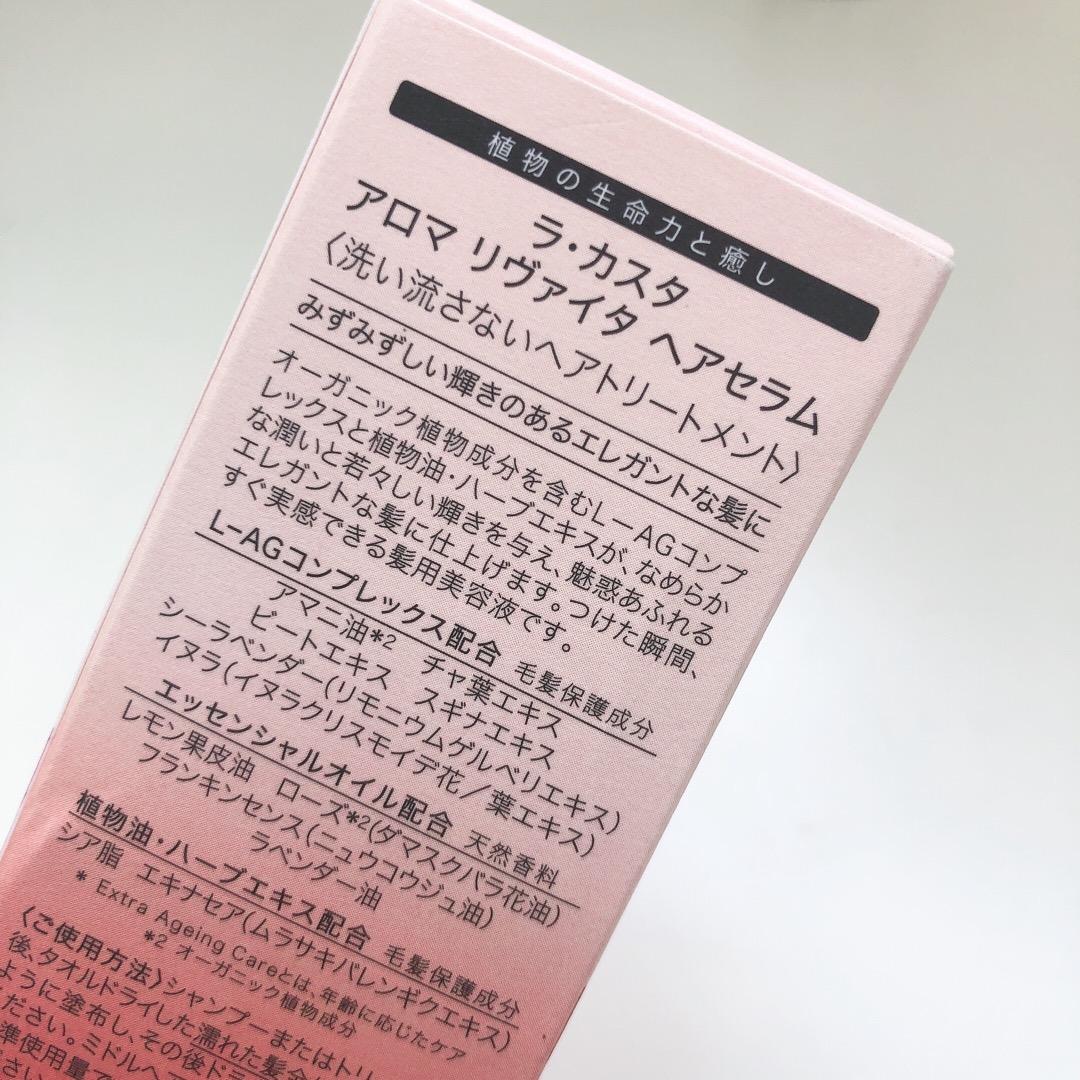 植物の生命力と癒し
ラ・カスタ
アロマ リヴァイタ ヘアセラム
〈洗い流さないヘアトリートメント〉
みずみずしい輝きのあるエレガントな髪に
オーガニック植物成分を含むL-AGコンプ
レックスと植物油・ハーブエキスが、なめらか
な潤いと若々しい輝きを与え、魅惑あふれる
エレガントな髪に仕上げます。つけた瞬間、
すぐ実感できる髪用美容液です。
L-AGコンプレックス配合 毛髪保護成分
アマニ油*2 チャ葉エキス
ビートエキス スギナエキス
シーラベンダー(リモニウムゲルベリエキス)
イヌラ(イヌラクリスモイデ花/葉エキス)
エッセンシャルオイル配合 天然香料
レモン果皮油 ローズ*2(ダマスクバラ花油)
フランキンセンス(ニュウコウジュ油)
ラベンダー油
植物油・ハーブエキス配合 毛髪保護成分
シア脂 エキナセア(ムラサキバレンギクエキス)
* Extra Ageing Careとは、年齢に応じたケア
*2 オーガニック植物成分
〈ご使用方法〉シャンプーまたはトリ
後、タオルドライした濡れた髪全
ように塗布し、その後ドラ
ださい。ミドルヘ
準使用量で
さい